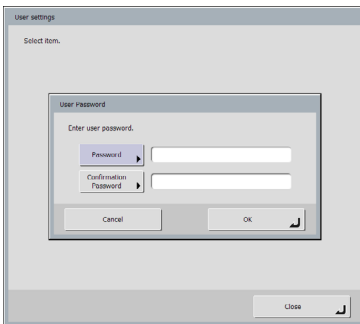 User settings
Select item.
User Password
Enter user password.
Password
Confirmation
Password
Cancel
OK
Close